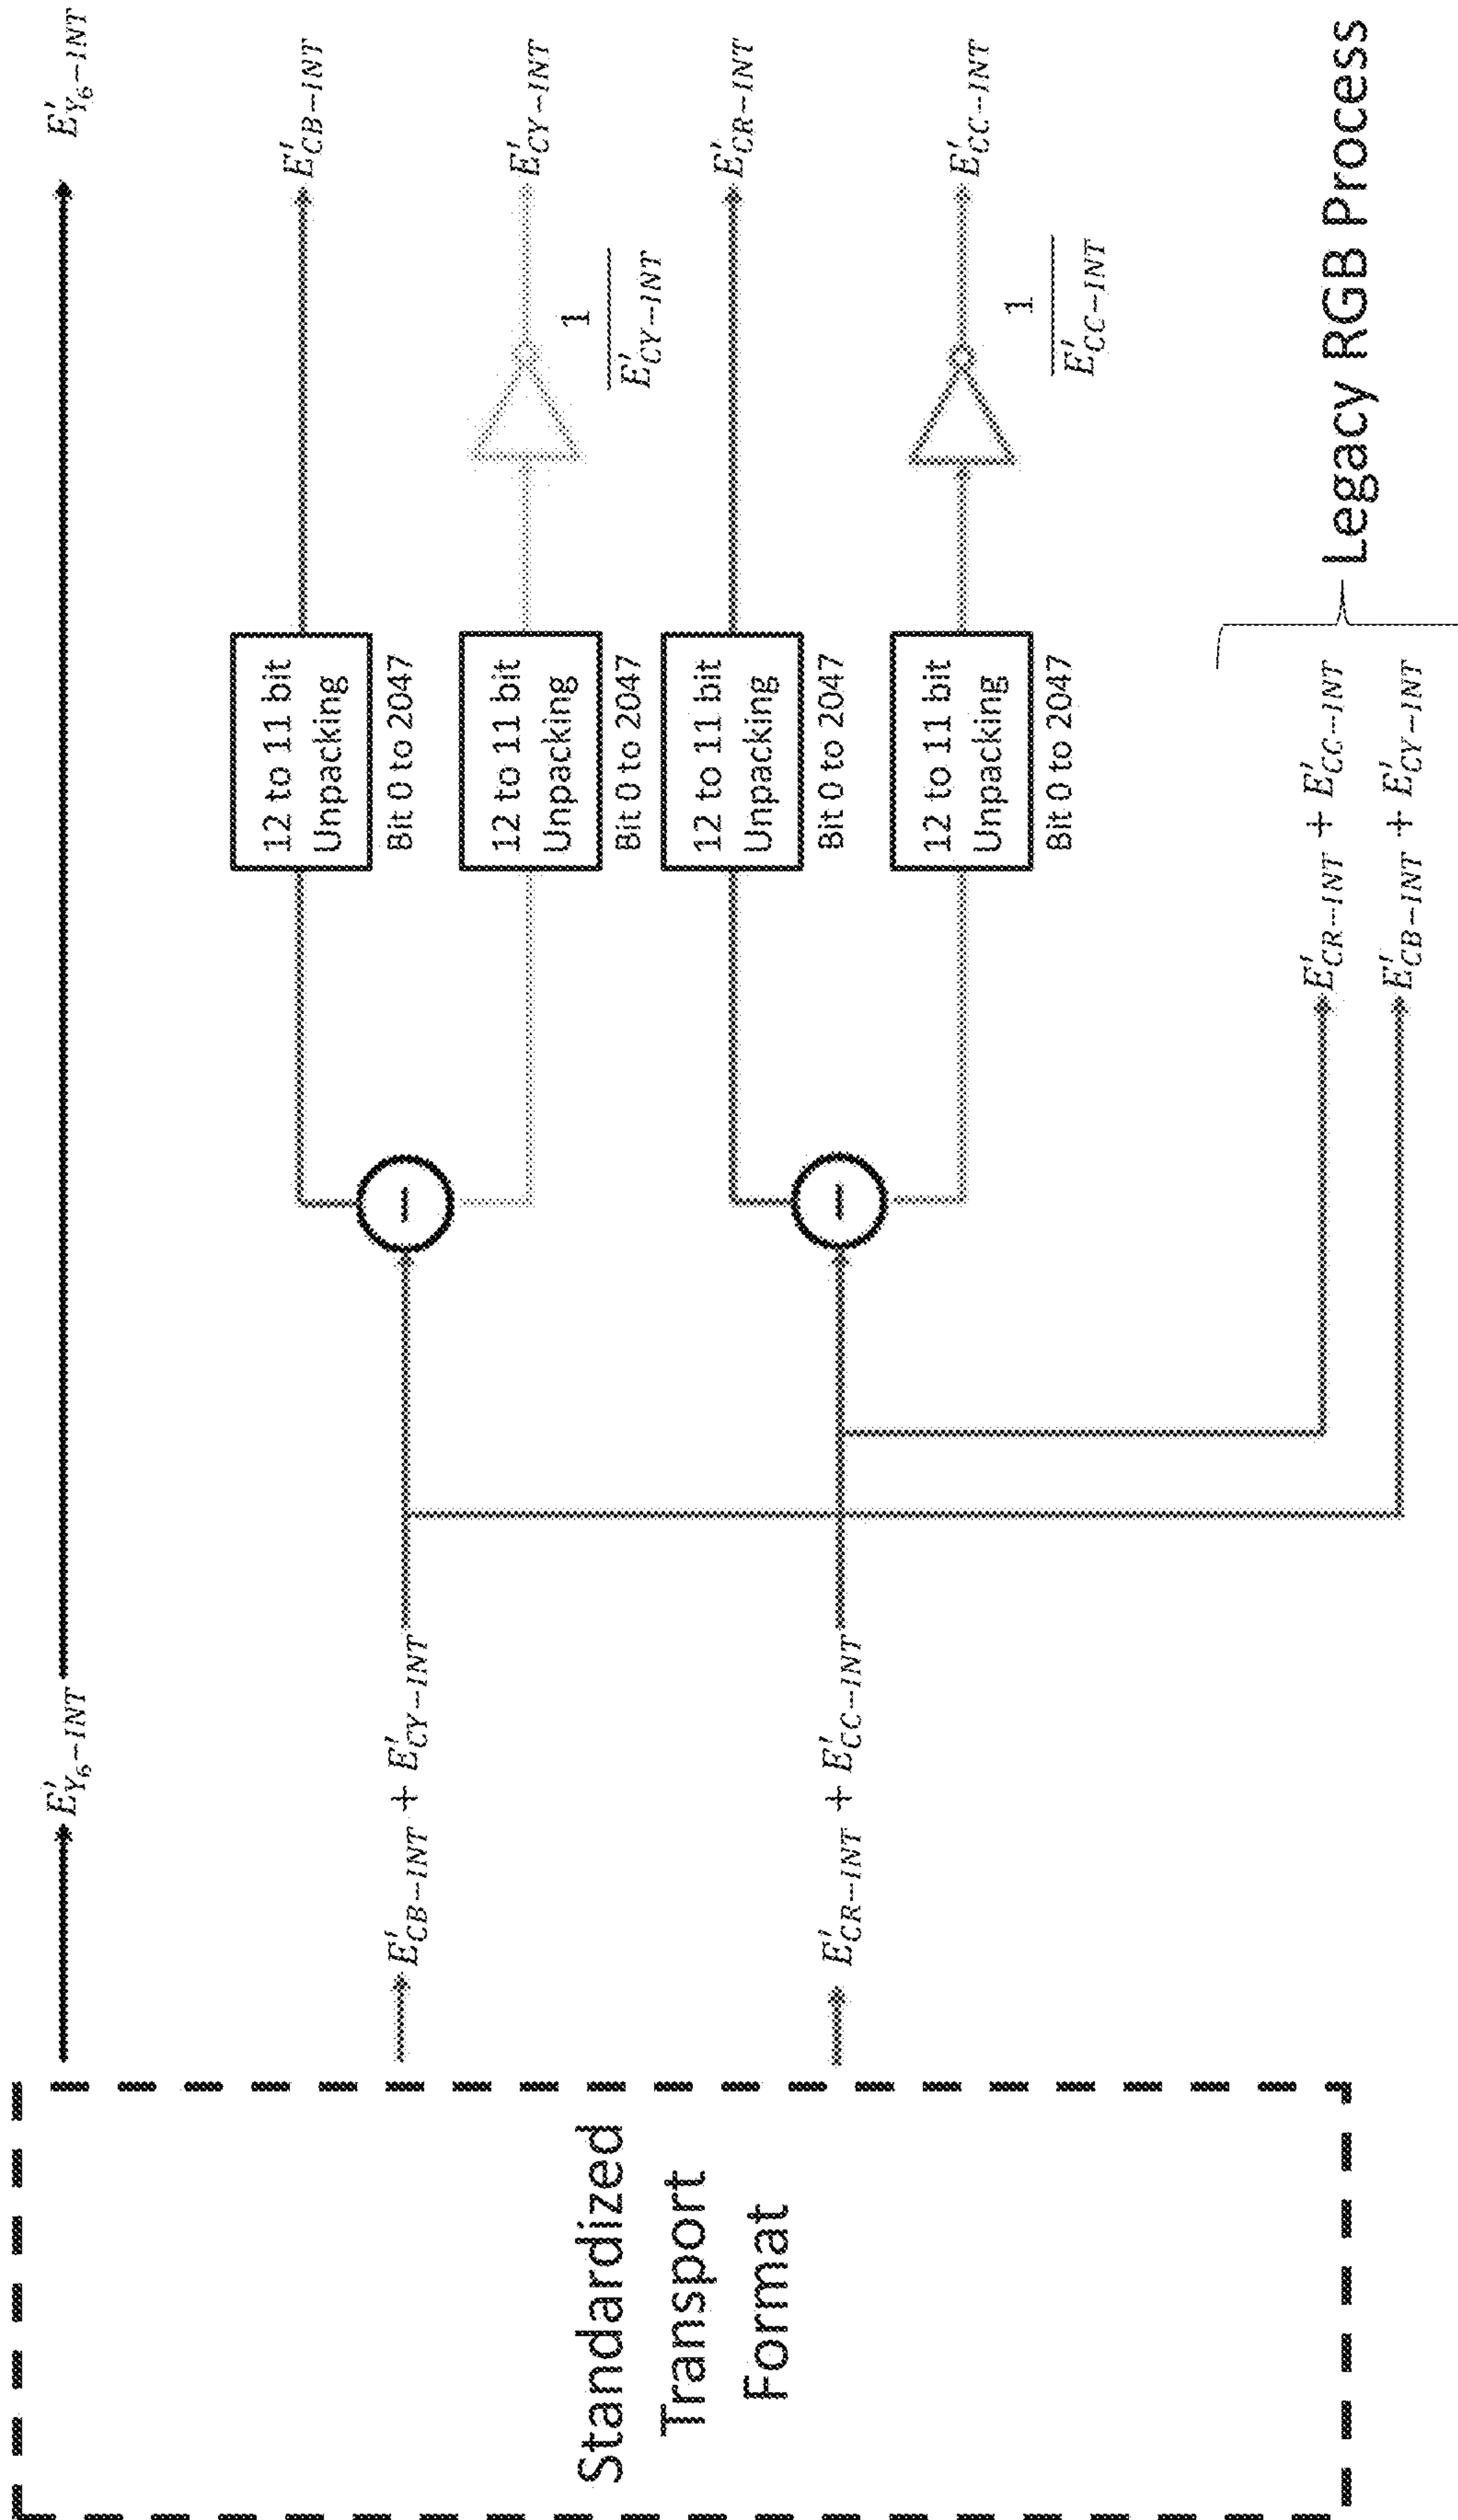 Standardized
Transport
Format
E'_{Y_6-INT}
E'_{CB-INT} + E'_{CY-INT}
E'_{CR-INT} + E'_{CC-INT}
−
−
12 to 11 bit
Unpacking
Bit 0 to 2047
12 to 11 bit
Unpacking
Bit 0 to 2047
12 to 11 bit
Unpacking
Bit 0 to 2047
12 to 11 bit
Unpacking
Bit 0 to 2047
1
E'_{CY-INT}
1
E'_{CC-INT}
E'_{Y_6-INT}
E'_{CB-INT}
E'_{CY-INT}
E'_{CR-INT}
E'_{CC-INT}
E'_{CR-INT} + E'_{CC-INT}
E'_{CB-INT} + E'_{CY-INT}
Legacy RGB Process